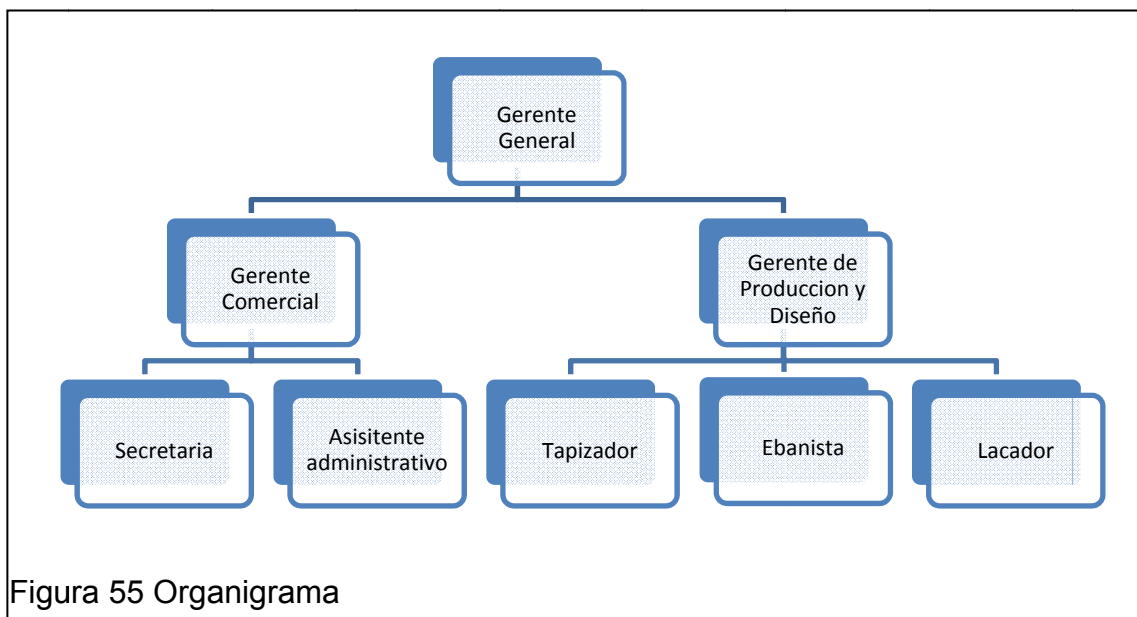 Gerente
General
Gerente
Comercial
Gerente de
Produccion y
Diseño
Secretaria
Asisitente
administrativo
Tapizador
Ebanista
Lacador
Figura 55 Organigrama